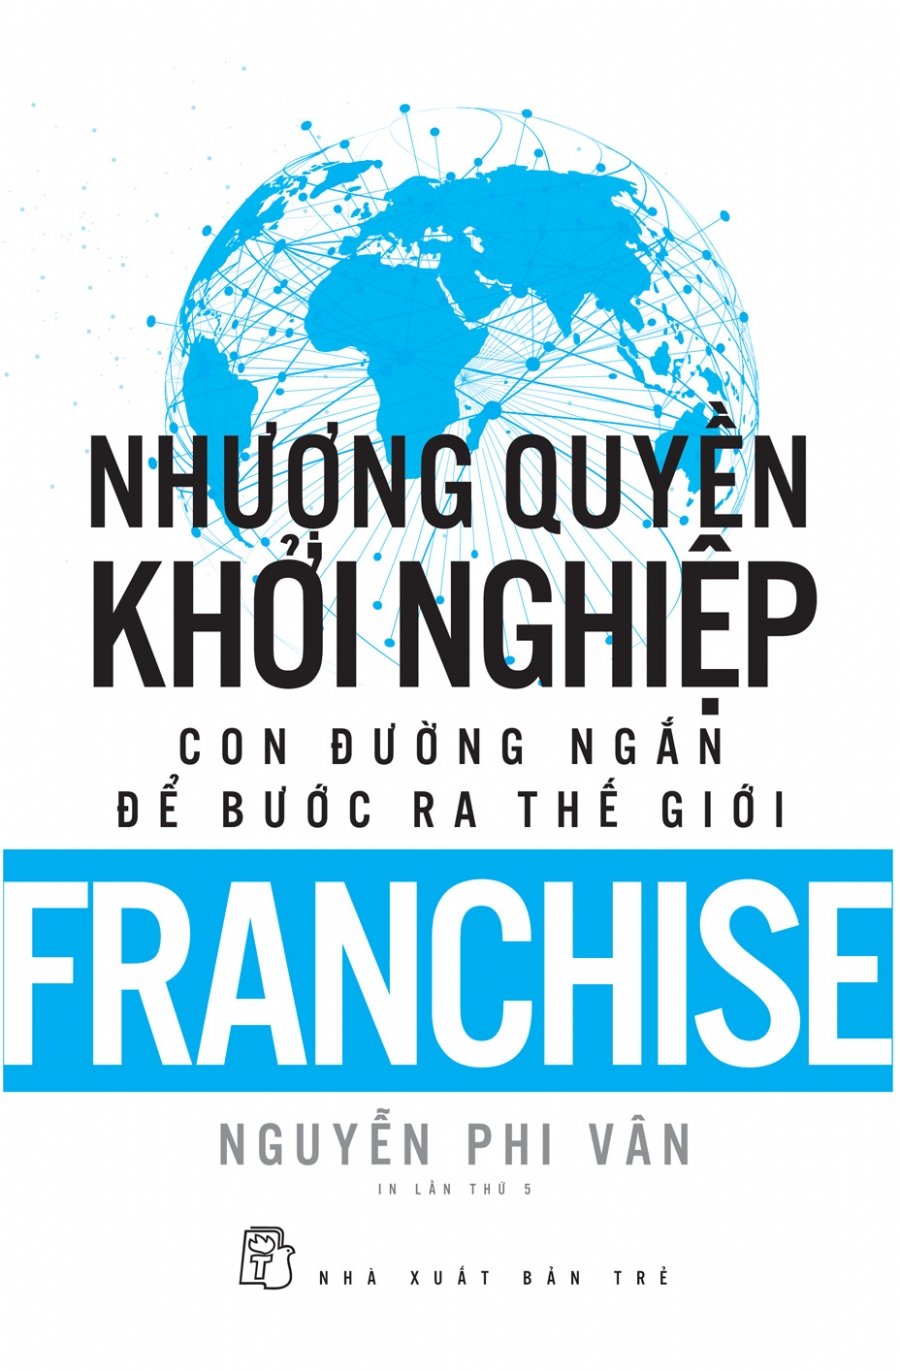 NHƯỢNG QUYỀN
KHỞI NGHIỆP
CON ĐƯỜNG NGẮN
ĐỂ BƯỚC RA THẾ GIỚI
FRANCHISE
NGUYỄN PHI VÂN
IN LẦN THỨ 5
T
NHÀ XUẤT BẢN TRẺ